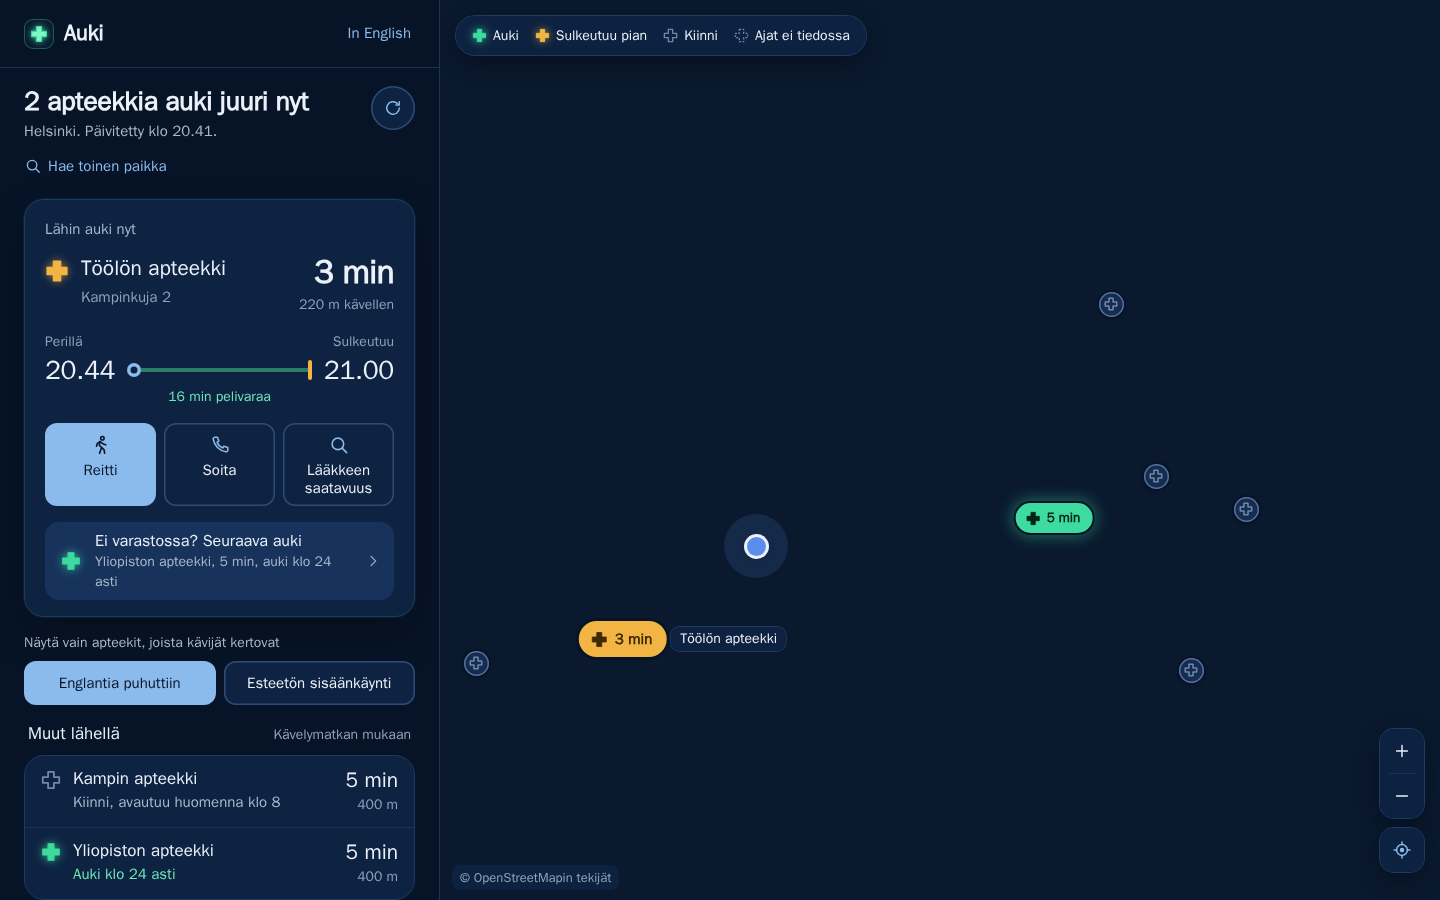 Auki
In English
2 apteekkia auki juuri nyt
Helsinki. Päivitetty klo 20.41.
Hae toinen paikka
Lähin auki nyt
Töölön apteekki
3 min
Kampinkuja 2
220 m kävellen
Perillä
Sulkeutuu
20.44
21.00
16 min pelivaraa
Reitti
Soita
Lääkkeen
saatavuus
Ei varastossa? Seuraava auki
Yliopiston apteekki, 5 min, auki klo 24
asti
Näytä vain apteekit, joista kävijät kertovat
Englantia puhuttiin
Esteetön sisäänkäynti
Muut lähellä
Kävelymatkan mukaan
Kampin apteekki
5 min
Kiinni, avautuu huomenna klo 8
400 m
Yliopiston apteekki
5 min
Auki klo 24 asti
400 m
Auki
Sulkeutuu pian
Kiinni
Ajat ei tiedossa
5 min
3 min
Töölön apteekki
© OpenStreetMapin tekijät